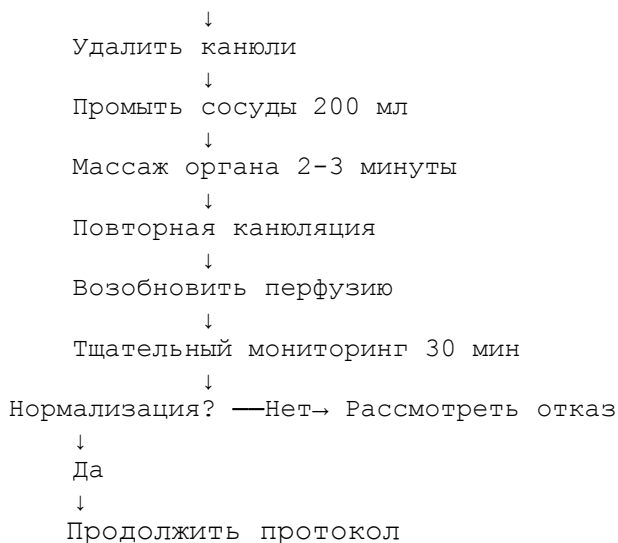 ↓
Удалить канюли
↓
Промыть сосуды 200 мл
↓
Массаж органа 2-3 минуты
↓
Повторная канюляция
↓
Возобновить перфузию
↓
Тщательный мониторинг 30 мин
↓
Нормализация? ──Нет→ Рассмотреть отказ
↓
Да
↓
Продолжить протокол